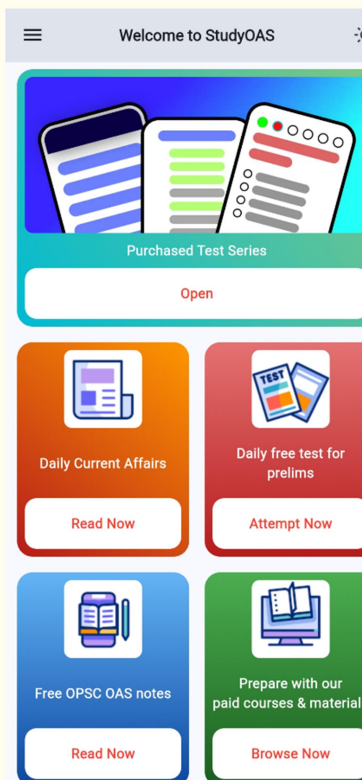 Welcome to StudyOAS
Purchased Test Series
Open
Daily Current Affairs
Read Now
TEST
Daily free test for
prelims
Attempt Now
Free OPSC OAS notes
Read Now
Prepare with our
paid courses & material
Browse Now